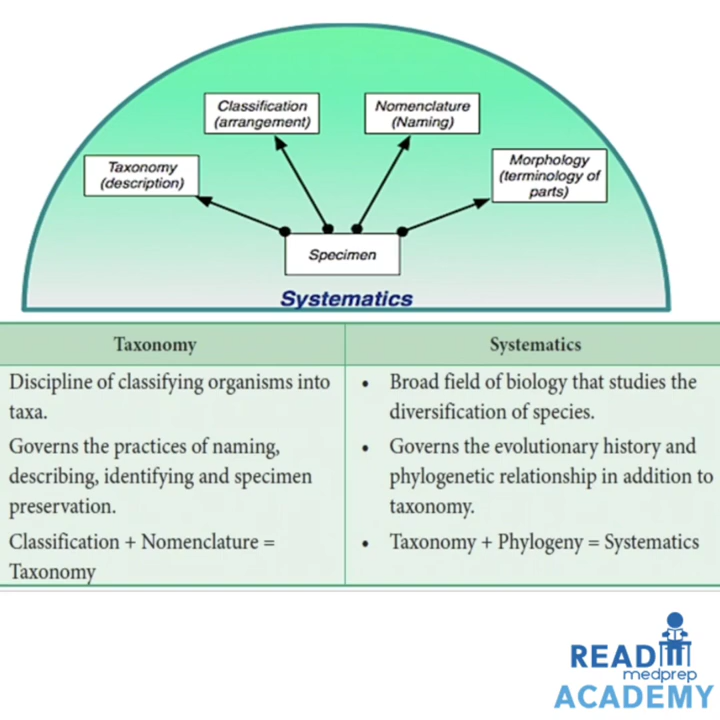 Classification
(arrangement)
Nomenclature
(Naming)
Taxonomy
(description)
Morphology
(terminology of
parts)
Specimen
Systematics
Taxonomy
Discipline of classifying organisms into
taxa.
Governs the practices of naming,
describing, identifying and specimen
preservation.
Classification + Nomenclature =
Taxonomy
Systematics
• Broad field of biology that studies the
diversification of species.
• Governs the evolutionary history and
phylogenetic relationship in addition to
taxonomy.
• Taxonomy + Phylogeny = Systematics
READ
medprep
ACADEMY